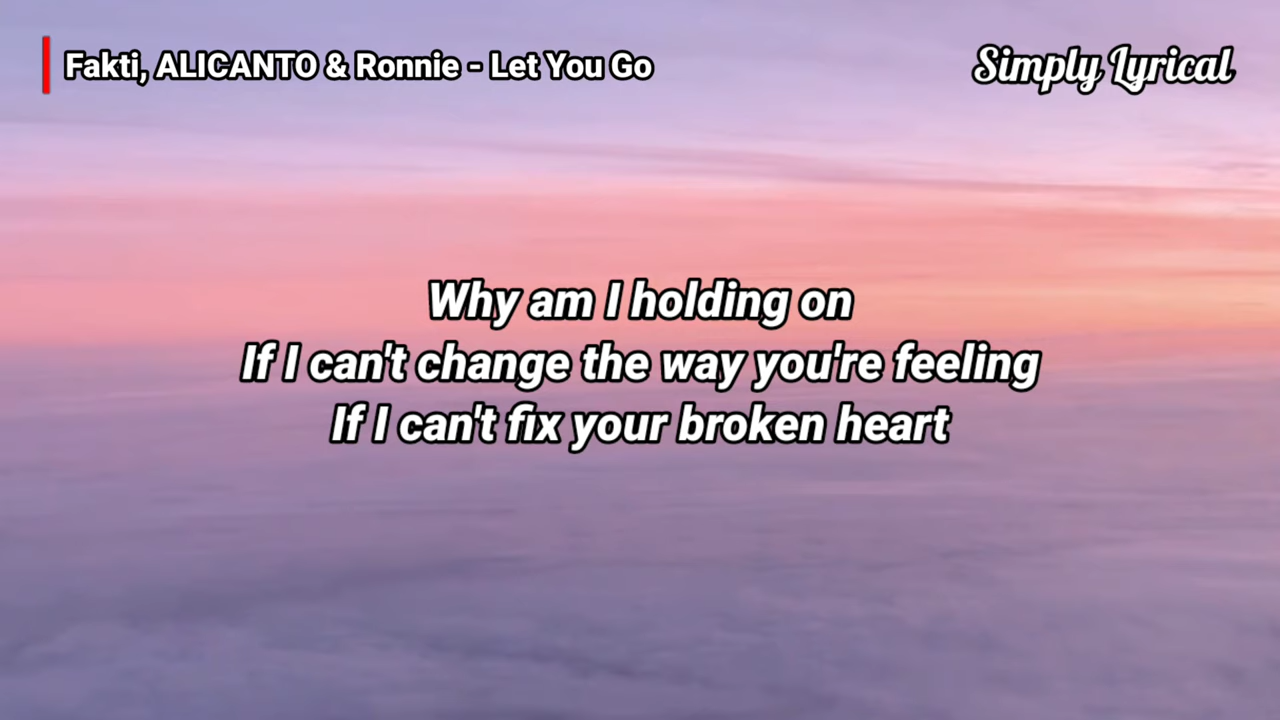 Fakti, ALICANTO & Ronnie - Let You Go
Simply Lyrical
Why am I holding on
If I can't change the way you're feeling
If I can't fix your broken heart